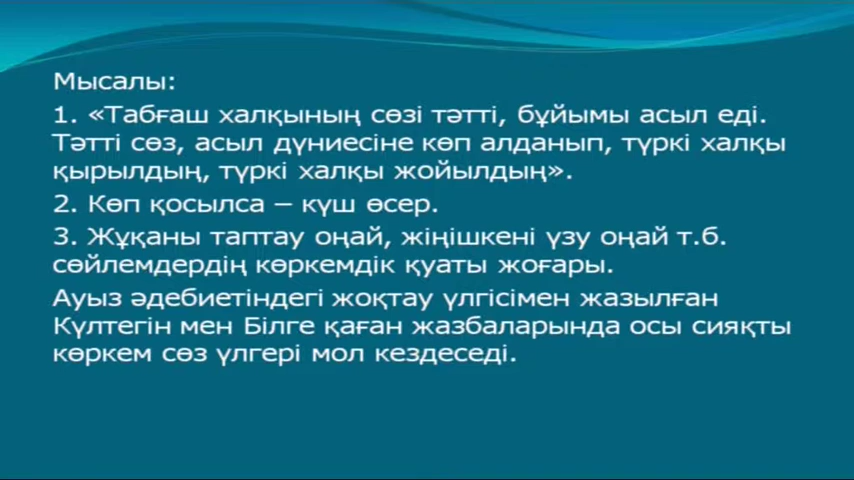 Мысалы:
1. «Табғаш халқының сөзі тәтті, бұйымы асыл еді.
Тәтті сөз, асыл дүниесіне көп алданып, түркі халқы
қырылдың, түркі халқы жойылдың».
2. Көп қосылса – күш өсер.
3. Жұқаны таптау оңай, жіңішкені үзу оңай т.б.
сөйлемдердің көркемдік қуаты жоғары.
Ауыз әдебиетіндегі жоқтау үлгісімен жазылған
Күлтегін мен Білге қаған жазбаларында осы сияқты
көркем сөз үлгері мол кездеседі.